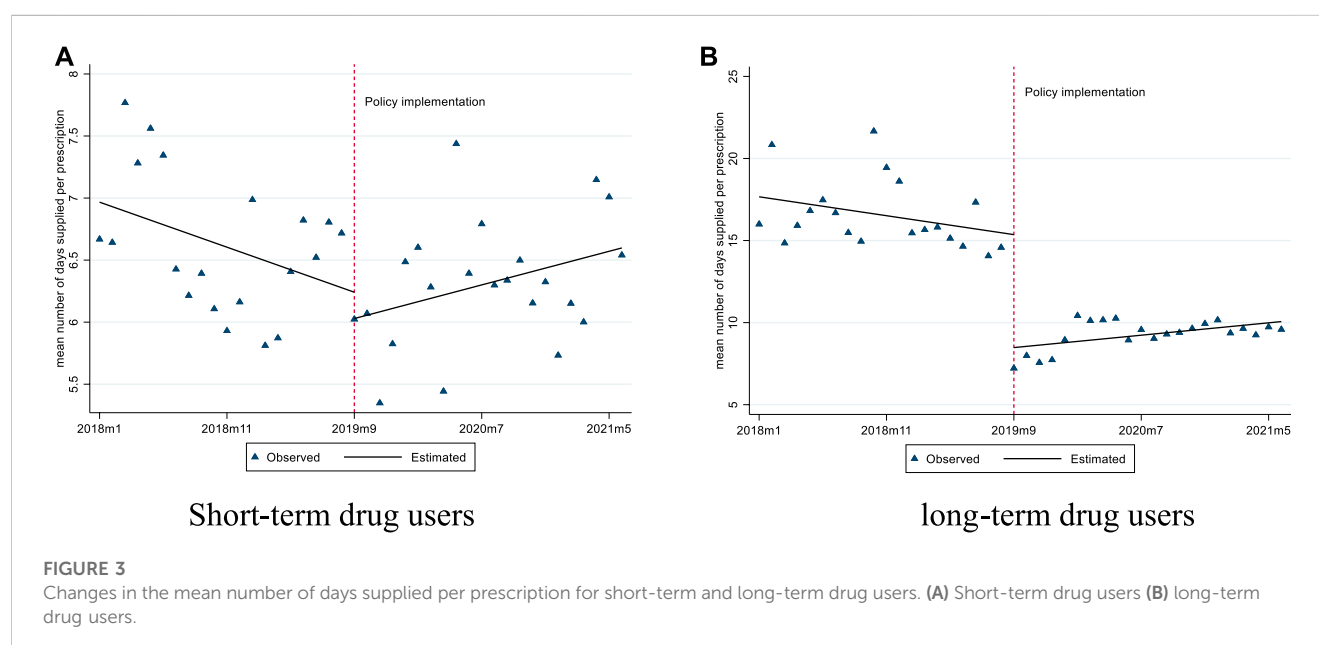 A
mean number of days supplied per prescription
8
7.5
7
6.5
6
5.5
Policy implementation
2018m1 2018m11 2019m9 2020m7 2021m5
Observed Estimated
Short-term drug users
B
mean number of days supplied per prescription
25
20
15
10
5
Policy implementation
2018m1 2018m11 2019m9 2020m7 2021m5
Observed Estimated
long-term drug users
FIGURE 3
Changes in the mean number of days supplied per prescription for short-term and long-term drug users. (A) Short-term drug users (B) long-term
drug users.